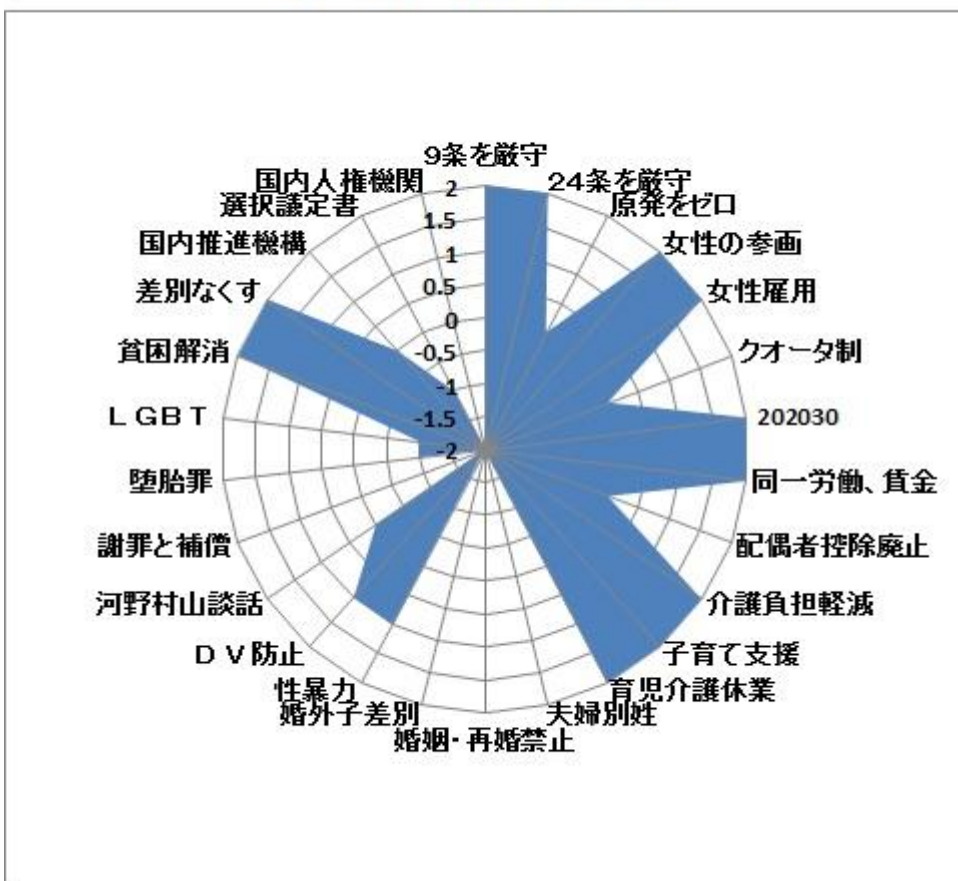 9条を厳守
24条を厳守
原発をゼロ
女性の参画
女性雇用
クオータ制
202030
同一労働、賃金
配偶者控除廃止
介護負担軽減
子育て支援
育児介護休業
夫婦別姓
婚姻・再婚禁止
婚外子差別
性暴力
DV防止
河野村山談話
謝罪と補償
堕胎罪
LGBT
貧困解消
差別なくす
国内推進機構
選択議定書
国内人権機関
2
1.5
1
0.5
0
-0.5
-1
-1.5
-2